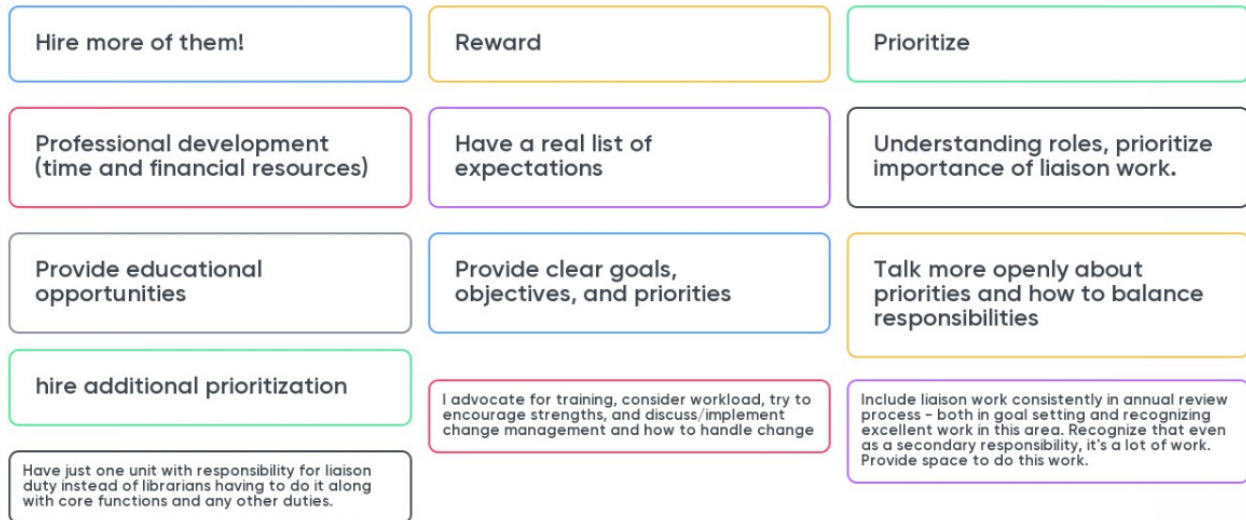 Hire more of them!
Reward
Prioritize
Professional development
(time and financial resources)
Have a real list of
expectations
Understanding roles, prioritize
importance of liaison work.
Provide educational
opportunities
Provide clear goals,
objectives, and priorities
Talk more openly about
priorities and how to balance
responsibilities
hire additional prioritization
I advocate for training, consider workload, try to
encourage strengths, and discuss/implement
change management and how to handle change
Include liaison work consistently in annual review
process - both in goal setting and recognizing
excellent work in this area. Recognize that even
as a secondary responsibility, it's a lot of work.
Provide space to do this work.
Have just one unit with responsibility for liaison
duty instead of librarians having to do it along
with core functions and any other duties.